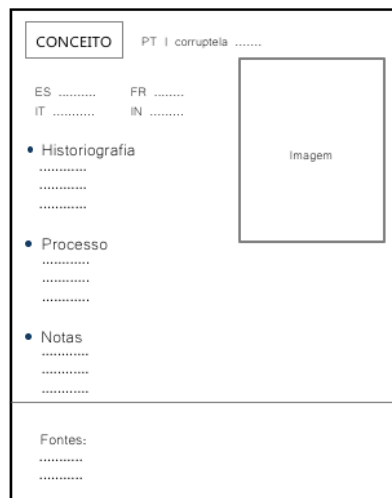 CONCEITO PT | corruptela .......
ES .......... FR ........
IT ........... IN .........
• Historiografia
............
............
............
• Processo
............
............
............
• Notas
............
............
............
Imagem
Fontes:
...........
...........